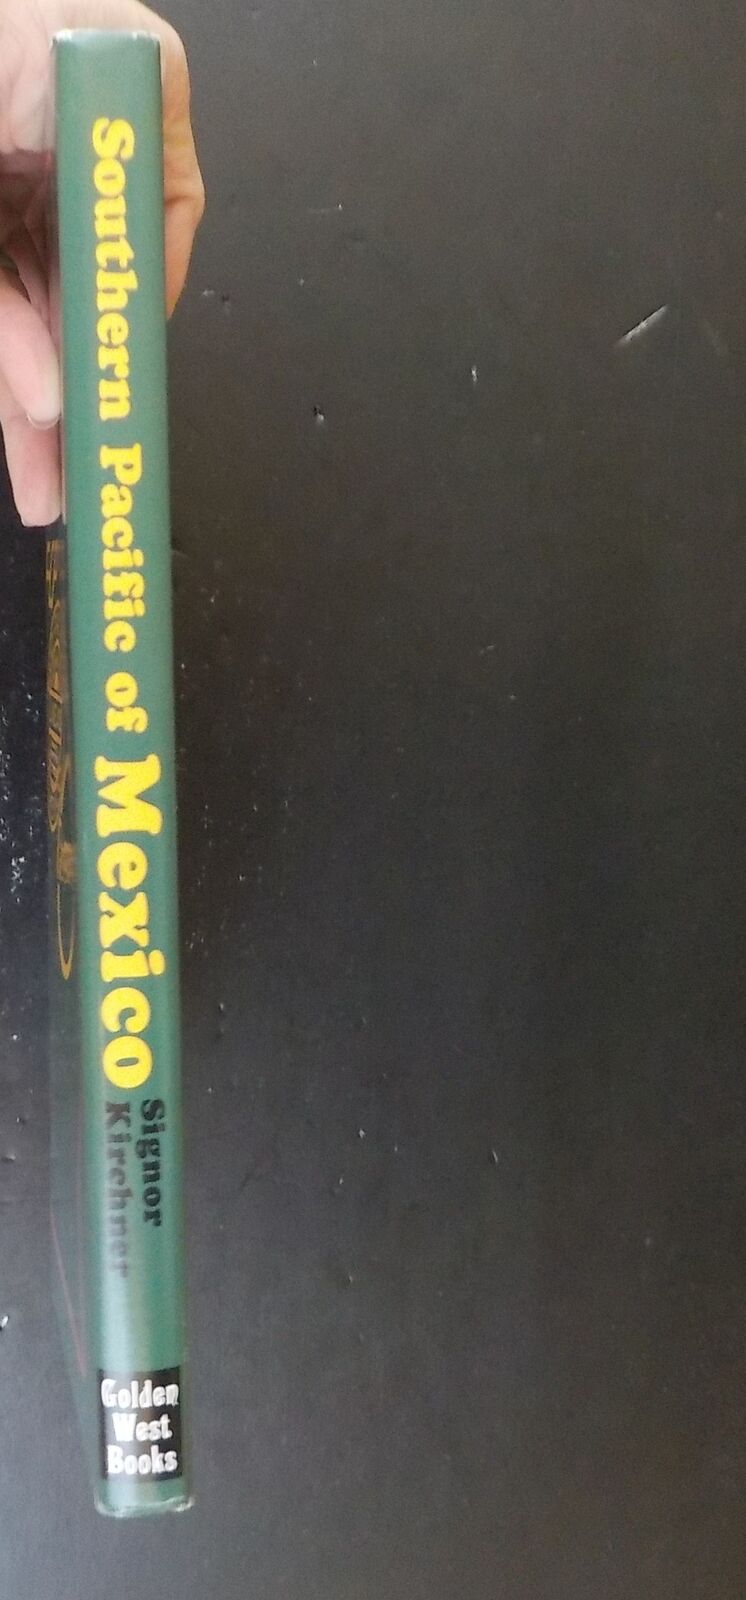 Southern Pacific of Mexico
Signor
Kirchner
Golden
West
Books